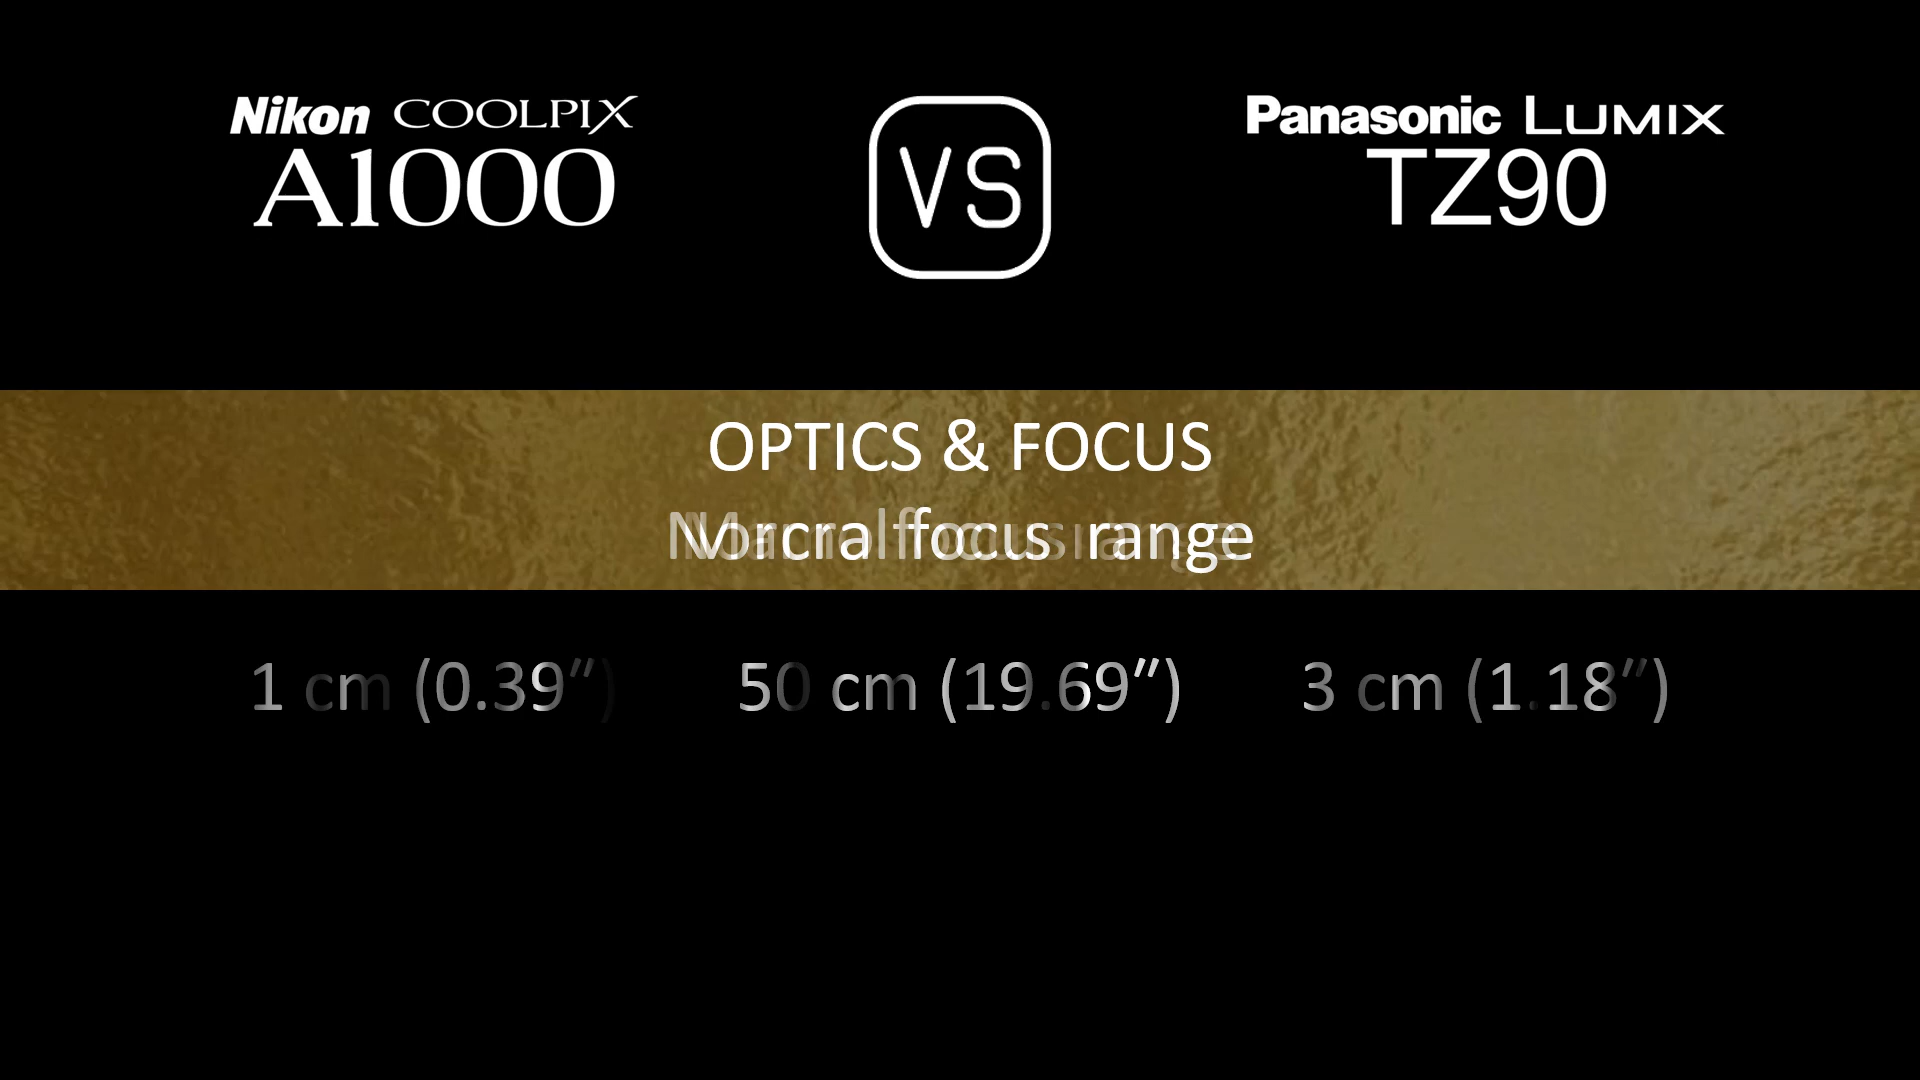 Nikon COOLPIX
A1000
VS
Panasonic LUMIX
TZ90
OPTICS & FOCUS
focus range
1 cm (0.39″)
50 cm (19.69″)
3 cm (1.18″)